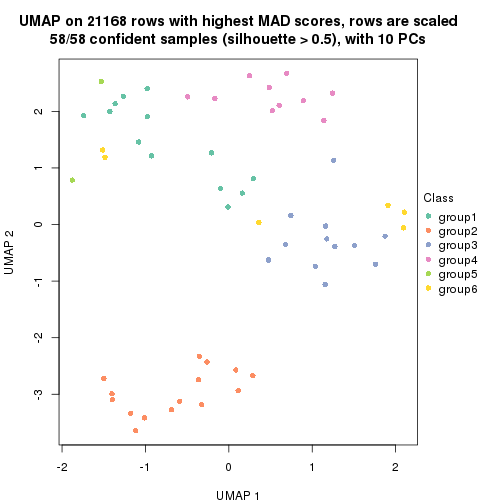 UMAP on 21168 rows with highest MAD scores, rows are scaled
58/58 confident samples (silhouette > 0.5), with 10 PCs
2
1
0
-1
-2
-3
UMAP 2
-2
-1
0
1
2
UMAP 1
Class
group1
group2
group3
group4
group5
group6